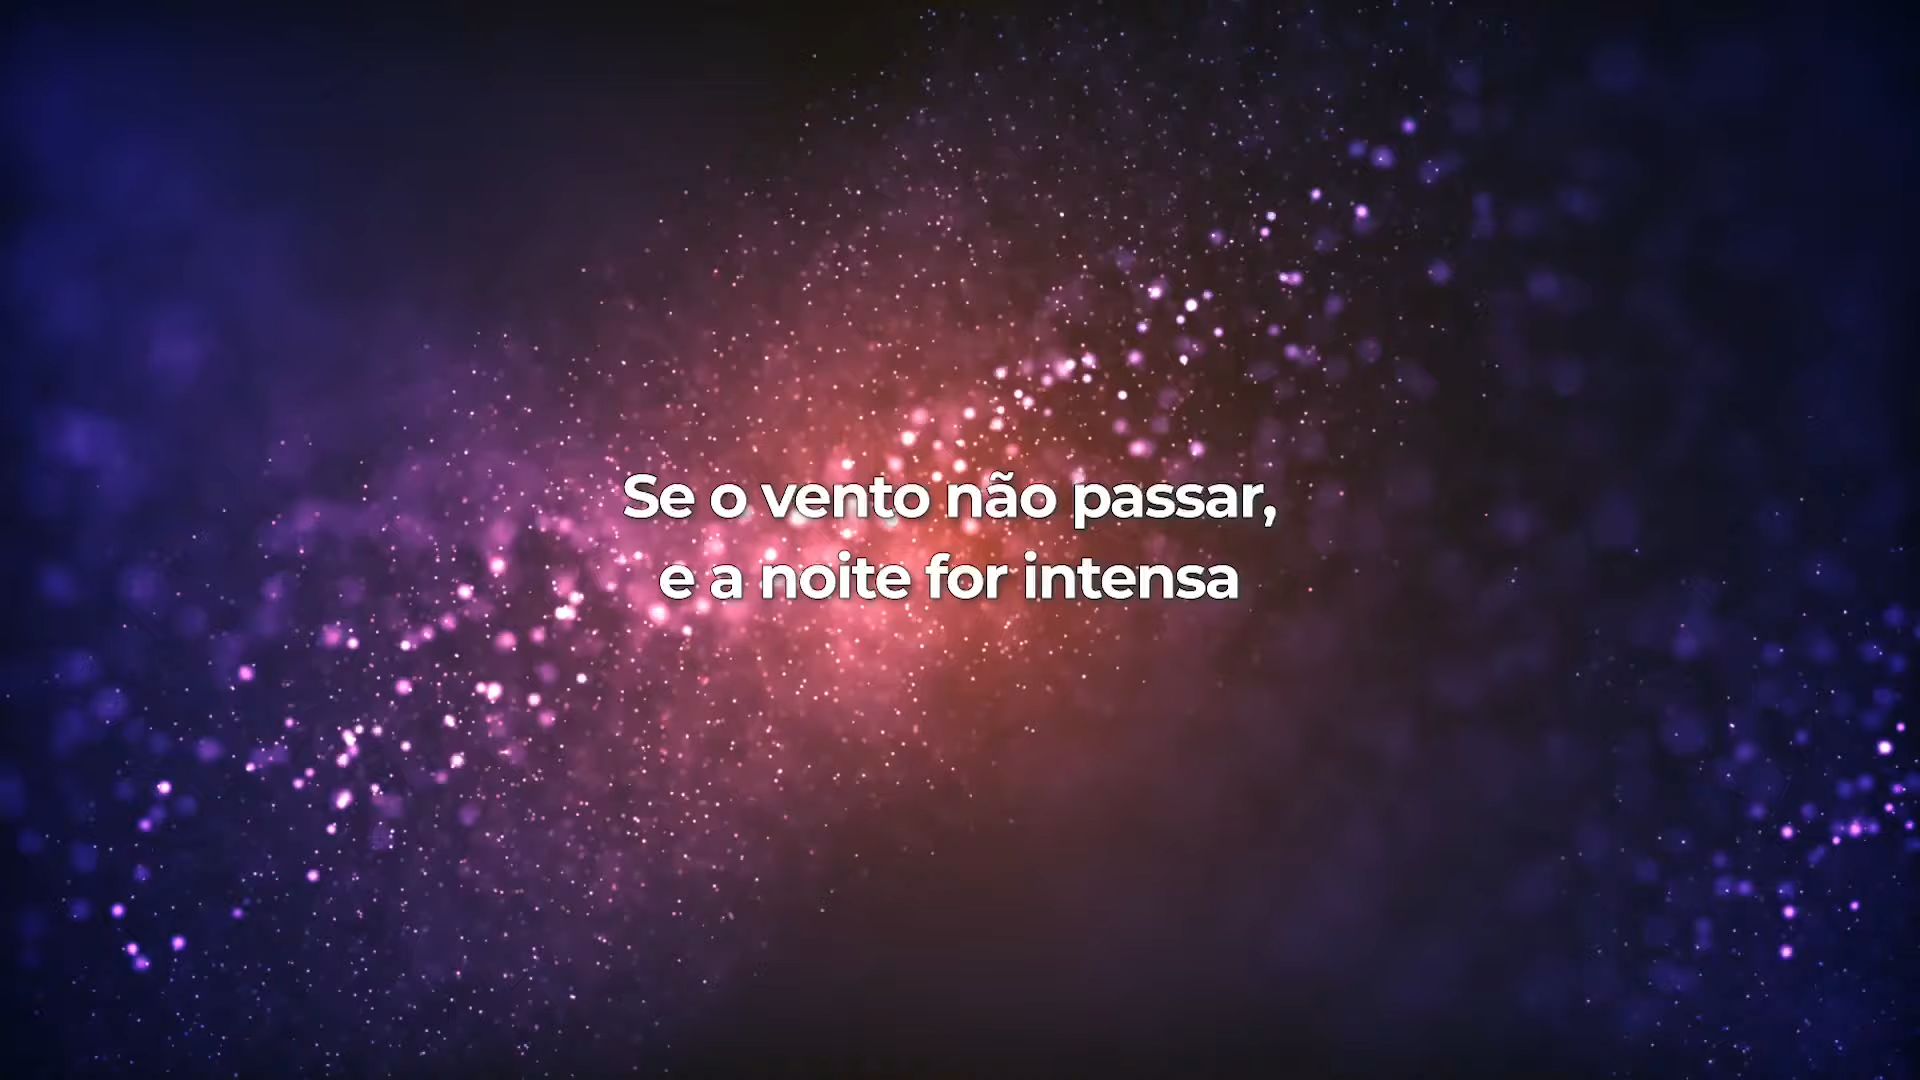 Se o vento não passar,
e a noite for intensa